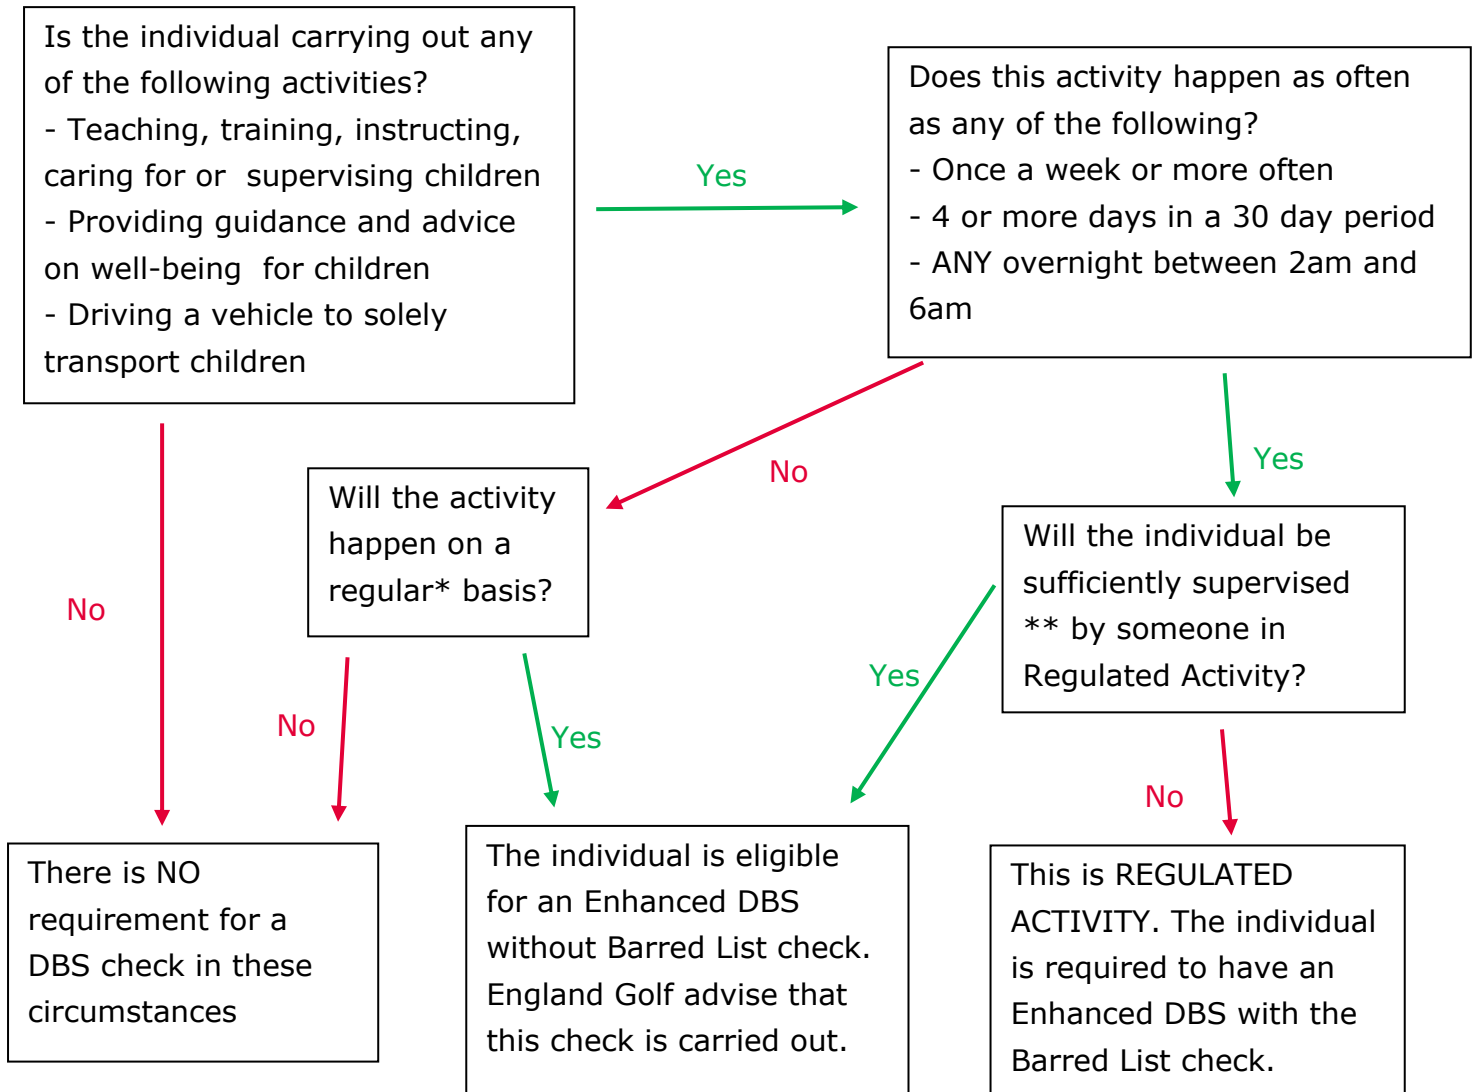 Is the individual carrying out any
of the following activities?
- Teaching, training, instructing,
caring for or supervising children
- Providing guidance and advice
on well-being for children
- Driving a vehicle to solely
transport children
Yes
Does this activity happen as often
as any of the following?
- Once a week or more often
- 4 or more days in a 30 day period
- ANY overnight between 2am and
6am
No
Yes
Will the activity
happen on a
regular* basis?
Will the individual be
sufficiently supervised
** by someone in
Regulated Activity?
No
No
Yes
Yes
No
There is NO
requirement for a
DBS check in these
circumstances
The individual is eligible
for an Enhanced DBS
without Barred List check.
England Golf advise that
this check is carried out.
This is REGULATED
ACTIVITY. The individual
is required to have an
Enhanced DBS with the
Barred List check.